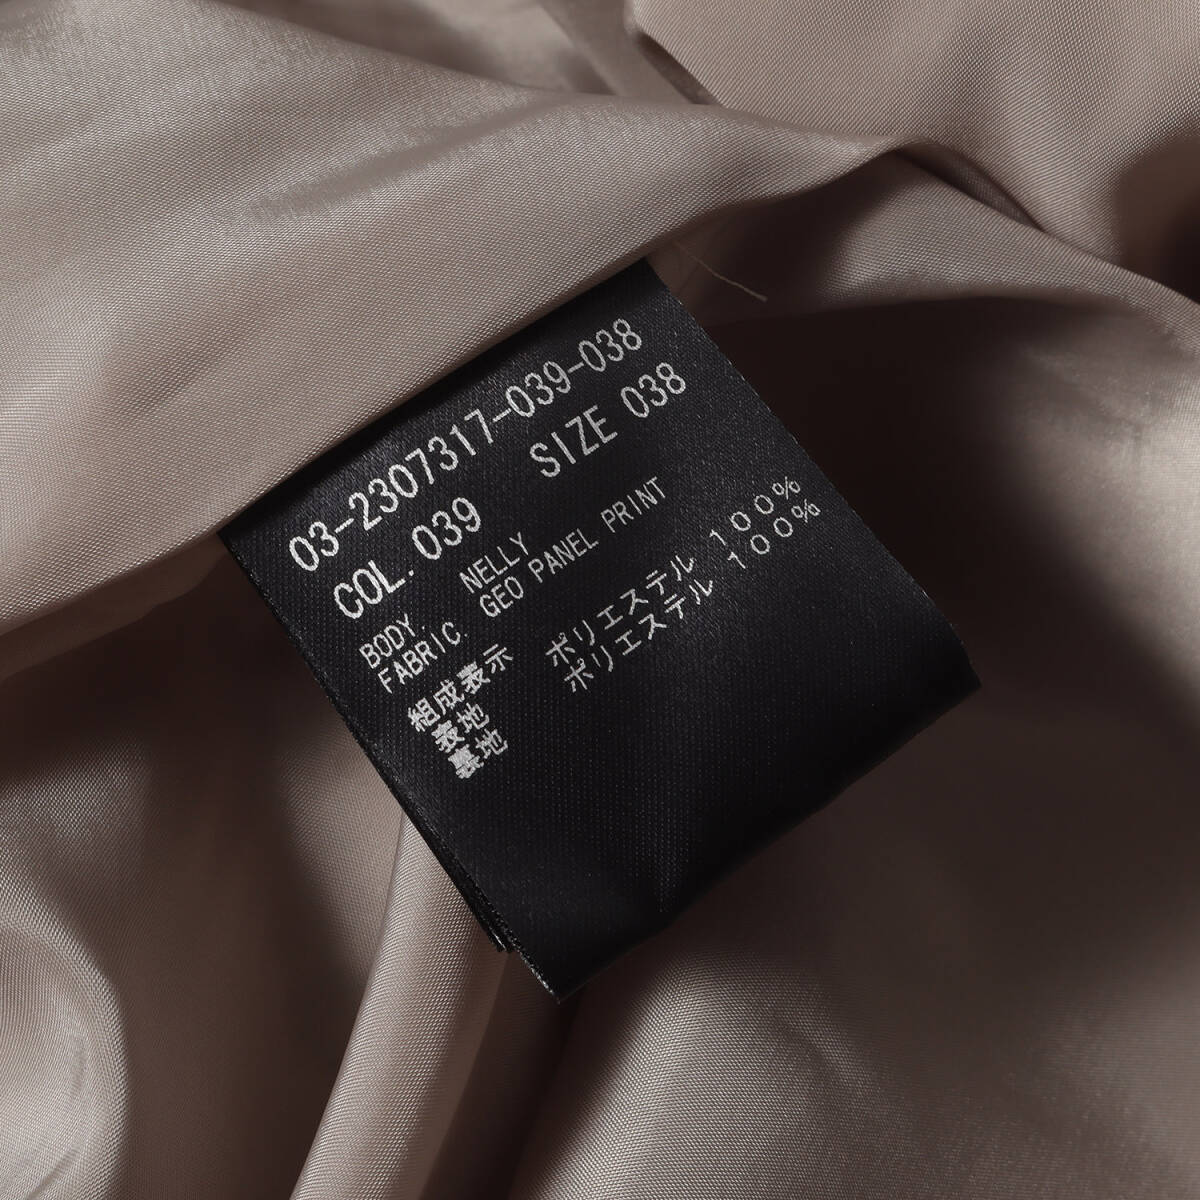 03-2307317-039-038
COL. 039 SIZE 038
BODY. NELLY
FABRIC. GEO PANEL PRINT
組成表示
表地 ポリエステル 100%
裏地 ポリエステル 100%